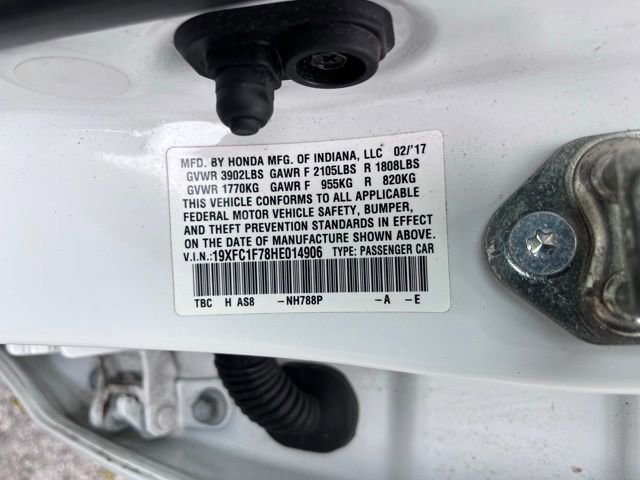 MFD. BY HONDA MFG. OF INDIANA, LLC 02/'17
GVWR 3902LBS GAWR F 2105LBS R 1808LBS
GVWR 1770KG GAWR F 955KG R 820KG
THIS VEHICLE CONFORMS TO ALL APPLICABLE
FEDERAL MOTOR VEHICLE SAFETY, BUMPER,
AND THEFT PREVENTION STANDARDS IN EFFECT
ON THE DATE OF MANUFACTURE SHOWN ABOVE.
V.I.N.: 19XFC1F78HE014906 TYPE: PASSENGER CAR
TBC H AS8 -NH788P -A -E